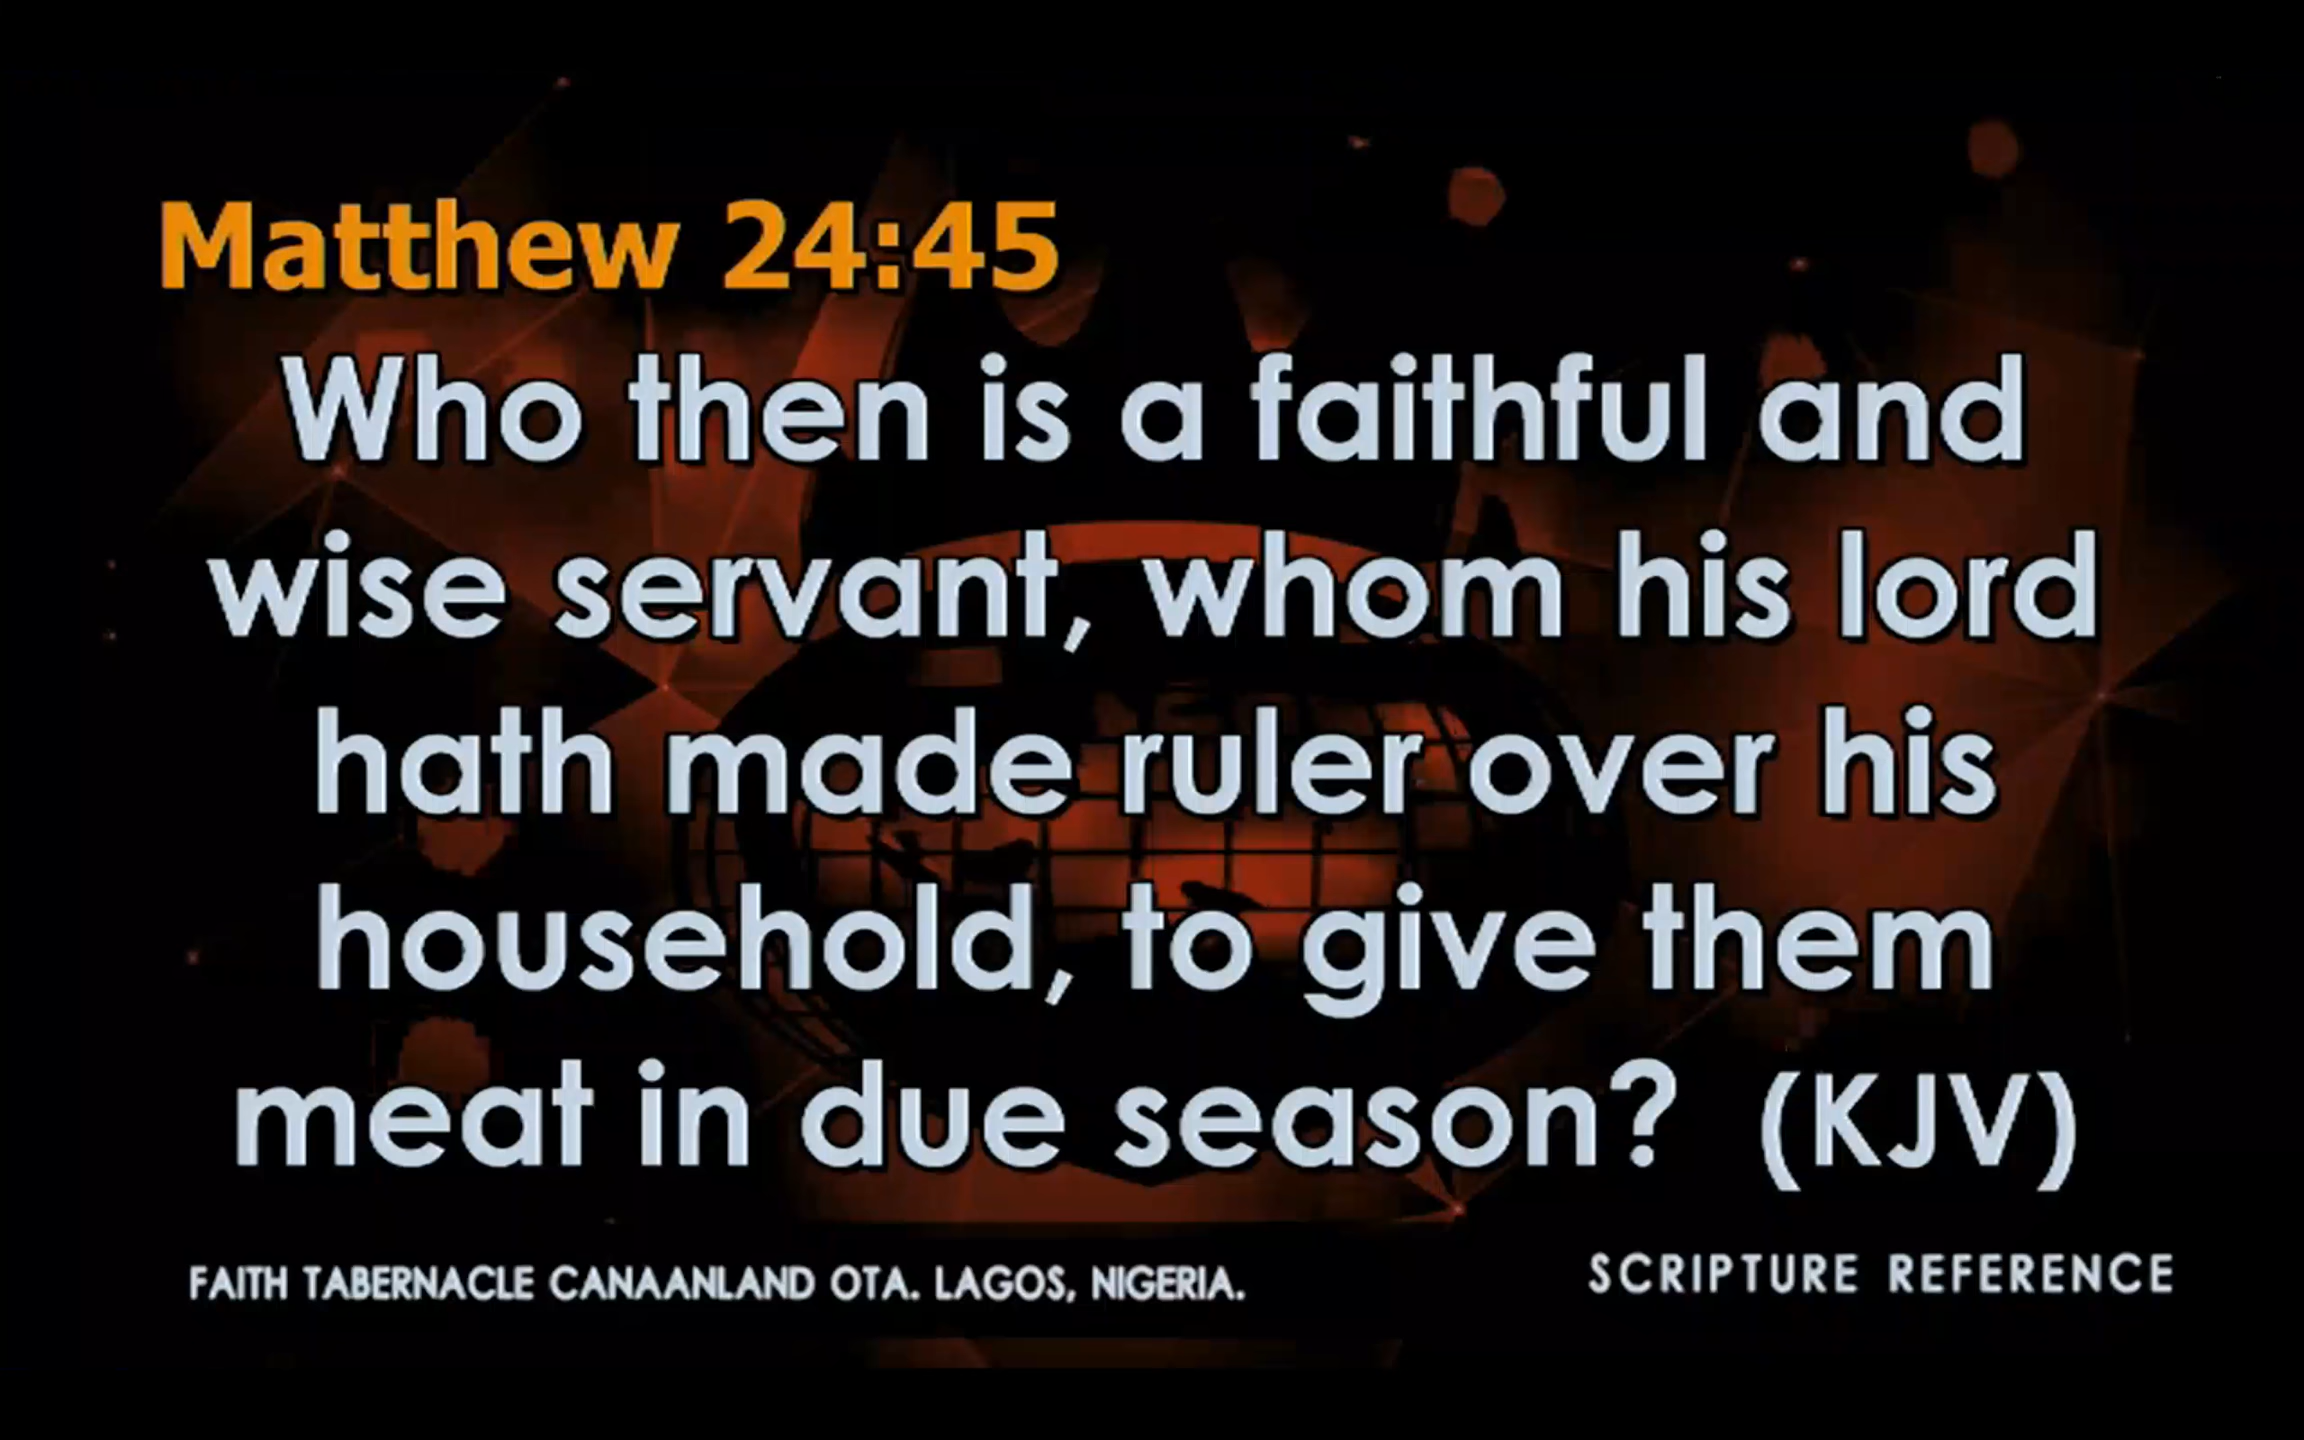 Matthew 24:45
Who then is a faithful and
wise servant, whom his lord
hath made ruler over his
household, to give them
meat in due season?  (KJV)
FAITH TABERNACLE CANAANLAND OTA. LAGOS, NIGERIA.
SCRIPTURE REFERENCE